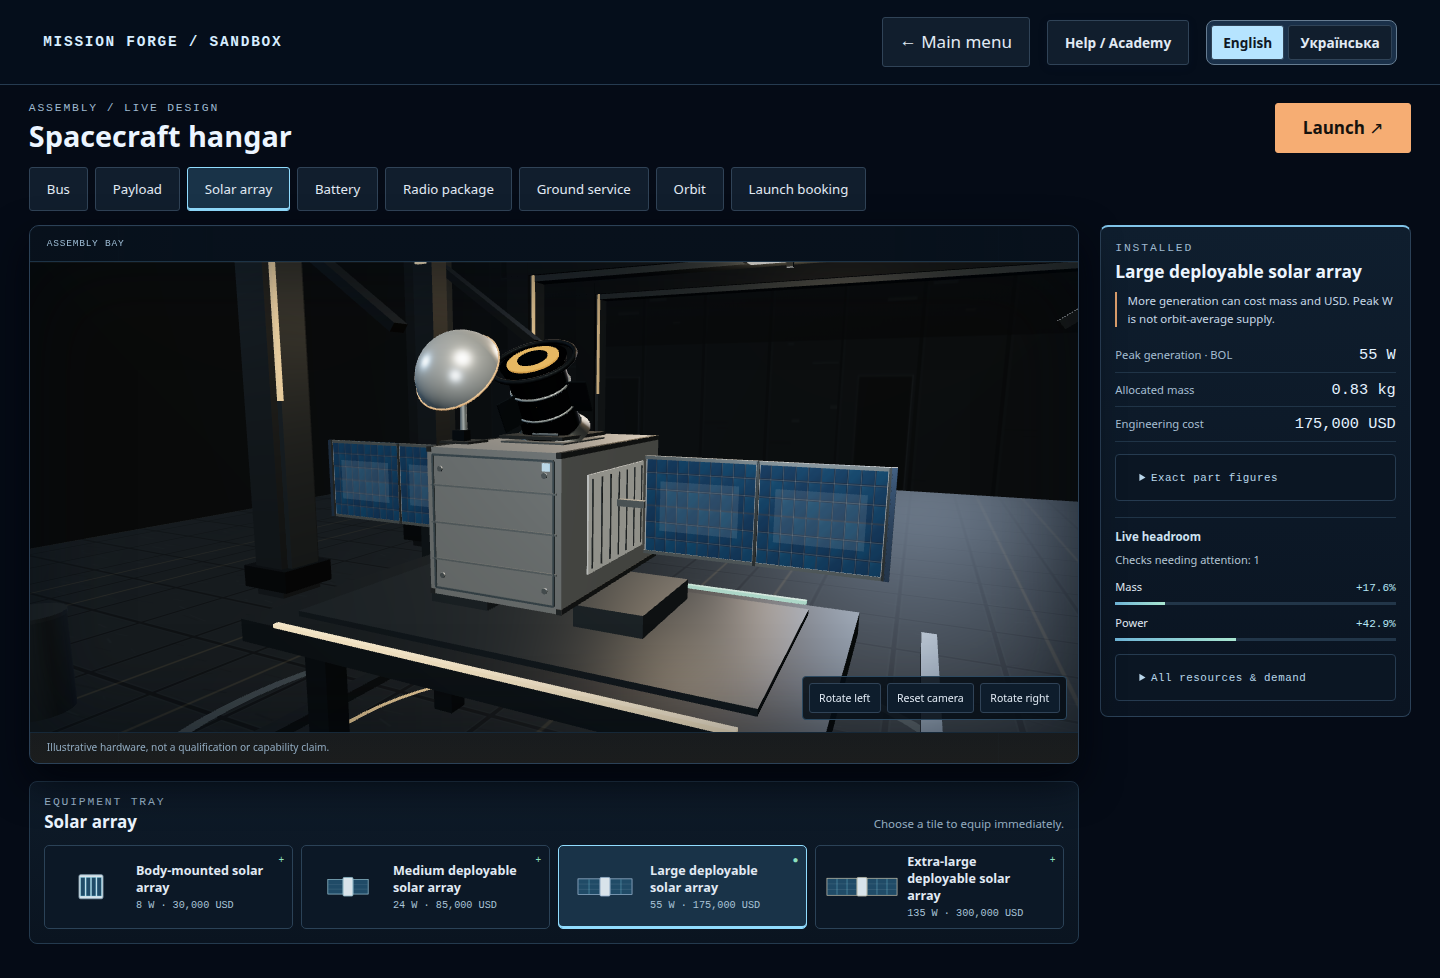 MISSION FORGE / SANDBOX
← Main menu
Help / Academy
English
Українська
ASSEMBLY / LIVE DESIGN
Spacecraft hangar
Launch ↗
Bus
Payload
Solar array
Battery
Radio package
Ground service
Orbit
Launch booking
ASSEMBLY BAY
Rotate left
Reset camera
Rotate right
Illustrative hardware, not a qualification or capability claim.
INSTALLED
Large deployable solar array
More generation can cost mass and USD. Peak W
is not orbit-average supply.
Peak generation · BOL 55 W
Allocated mass 0.83 kg
Engineering cost 175,000 USD
▶ Exact part figures
Live headroom
Checks needing attention: 1
Mass +17.6%
Power +42.9%
▶ All resources & demand
EQUIPMENT TRAY
Solar array
Choose a tile to equip immediately.
Body-mounted solar
array
8 W · 30,000 USD
+
Medium deployable
solar array
24 W · 85,000 USD
+
Large deployable
solar array
55 W · 175,000 USD
●
Extra-large
deployable solar
array
135 W · 300,000 USD
+